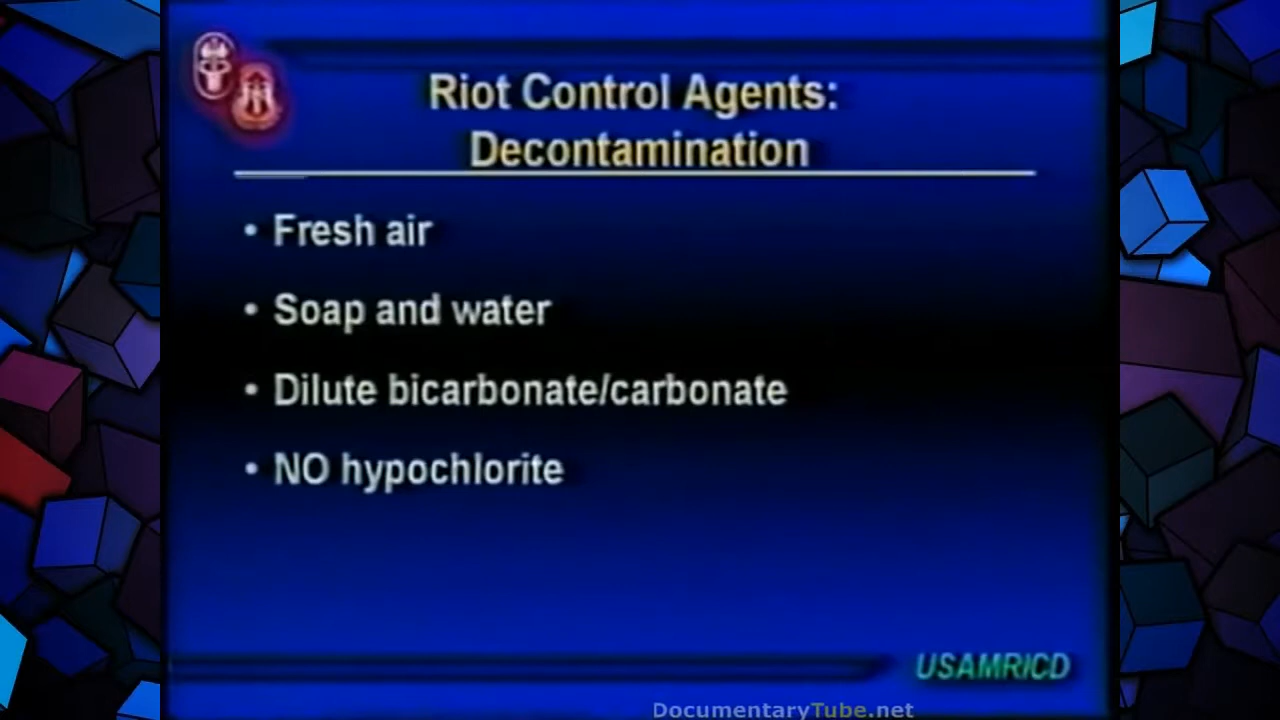 Riot Control Agents:
Decontamination
• Fresh air
• Soap and water
• Dilute bicarbonate/carbonate
• NO hypochlorite
USAMRICD
DocumentaryTube.net